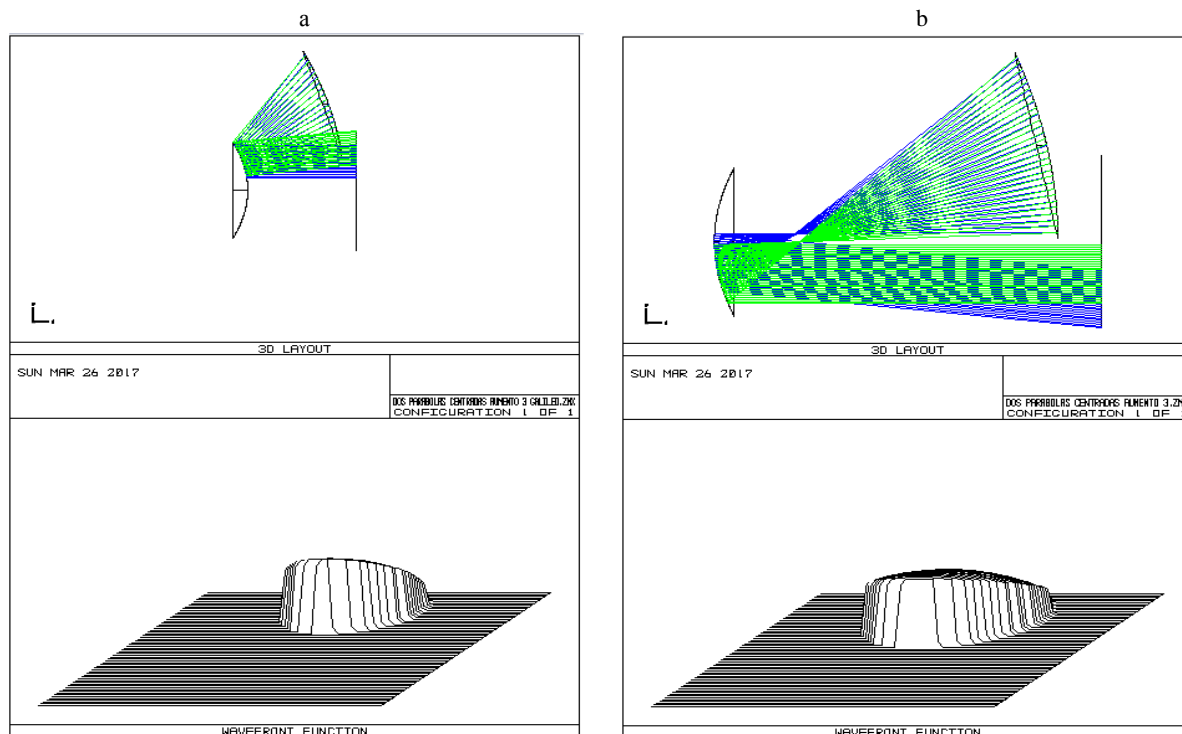 a
3D LAYOUT
SUN MAR 26 2017
DOS PARABOLAS CENTRADAS AUMENTO 3 GALILEO.ZMX
CONFIGURATION 1 OF 1
WAVEFRONT FUNCTION
b
3D LAYOUT
SUN MAR 26 2017
DOS PARABOLAS CENTRADAS AUMENTO 3.ZM
CONFIGURATION 1 OF
WAVEFRONT FUNCTION